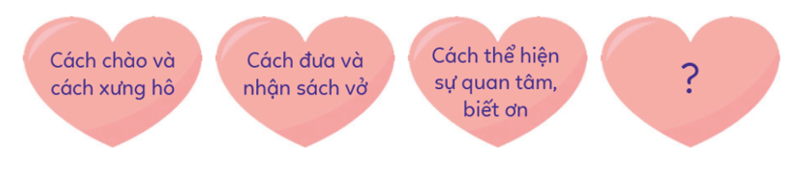 Cách chào và
cách xưng hô
Cách đưa và
nhận sách vở
Cách thể hiện
sự quan tâm,
biết ơn
?